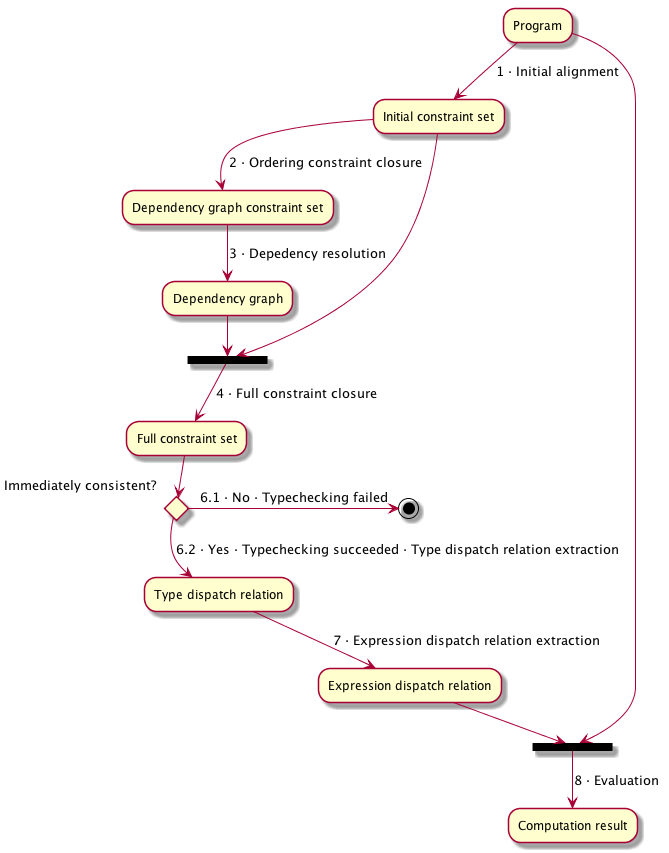 Program
1 · Initial alignment
Initial constraint set
2 · Ordering constraint closure
Dependency graph constraint set
3 · Depedency resolution
Dependency graph
4 · Full constraint closure
Full constraint set
Immediately consistent?
6.1 · No · Typechecking failed
6.2 · Yes · Typechecking succeeded · Type dispatch relation extraction
Type dispatch relation
7 · Expression dispatch relation extraction
Expression dispatch relation
8 · Evaluation
Computation result